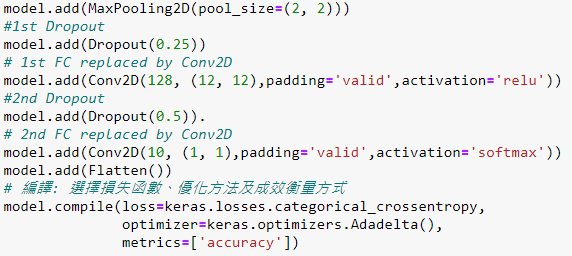 model.add(MaxPooling2D(pool_size=(2, 2)))
#1st Dropout
model.add(Dropout(0.25))
# 1st FC replaced by Conv2D
model.add(Conv2D(128, (12, 12),padding='valid',activation='relu'))
#2nd Dropout
model.add(Dropout(0.5)).
# 2nd FC replaced by Conv2D
model.add(Conv2D(10, (1, 1),padding='valid',activation='softmax'))
model.add(Flatten())
# 編譯: 選擇損失函數、優化方法及成效衡量方式
model.compile(loss=keras.losses.categorical_crossentropy,
              optimizer=keras.optimizers.Adadelta(),
              metrics=['accuracy'])